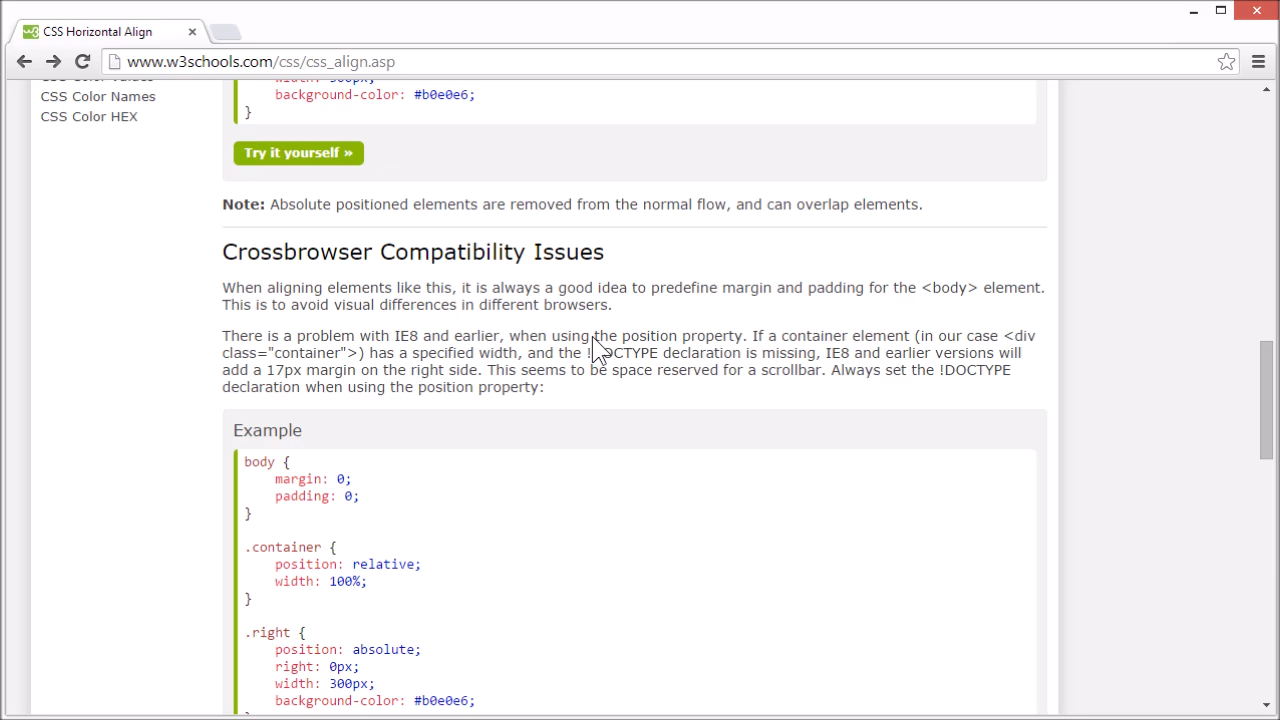 CSS Horizontal Align
www.w3schools.com/css/css_align.asp
CSS Color Names
CSS Color HEX
background-color: #b0e0e6;
}
Try it yourself »
Note: Absolute positioned elements are removed from the normal flow, and can overlap elements.
Crossbrowser Compatibility Issues
When aligning elements like this, it is always a good idea to predefine margin and padding for the <body> element.
This is to avoid visual differences in different browsers.
There is a problem with IE8 and earlier, when using the position property. If a container element (in our case <div
class="container">) has a specified width, and the !DOCTYPE declaration is missing, IE8 and earlier versions will
add a 17px margin on the right side. This seems to be space reserved for a scrollbar. Always set the !DOCTYPE
declaration when using the position property:
Example
body {
margin: 0;
padding: 0;
}
.container {
position: relative;
width: 100%;
}
.right {
position: absolute;
right: 0px;
width: 300px;
background-color: #b0e0e6;